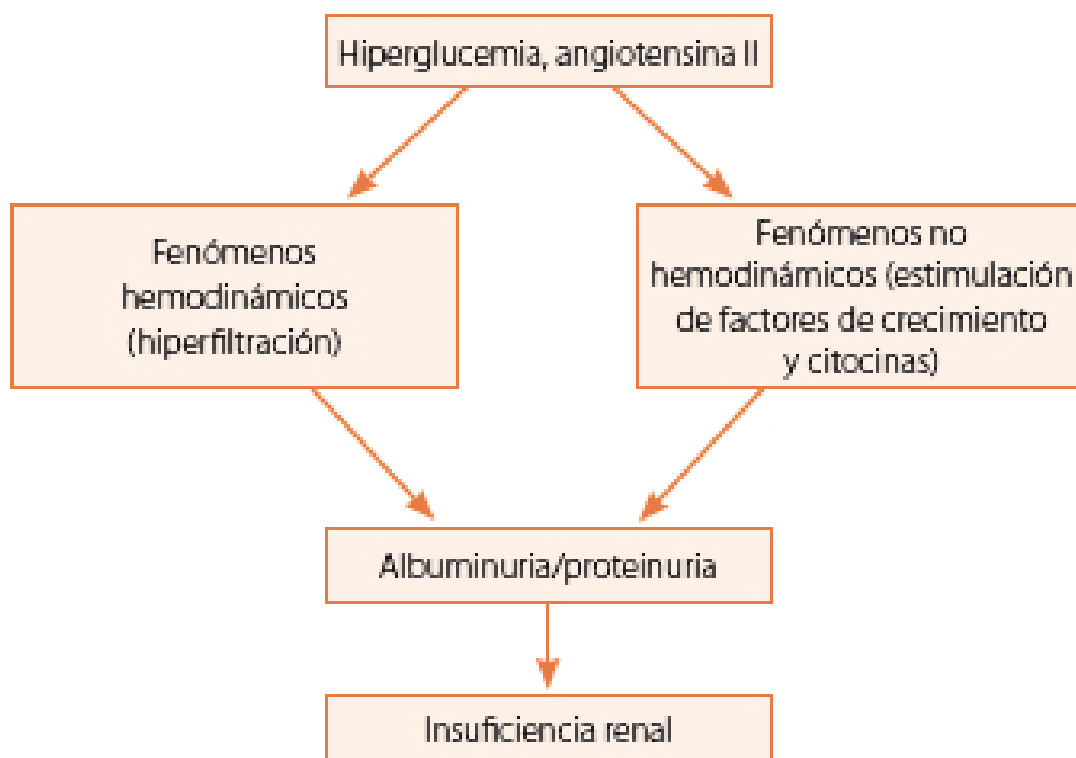 Hiperglucemia, angiotensina II
Fenómenos
hemodinámicos
(hiperfiltración)
Fenómenos no
hemodinámicos (estimulación
de factores de crecimiento
y citocinas)
Albuminuria/proteinuria
Insuficiencia renal